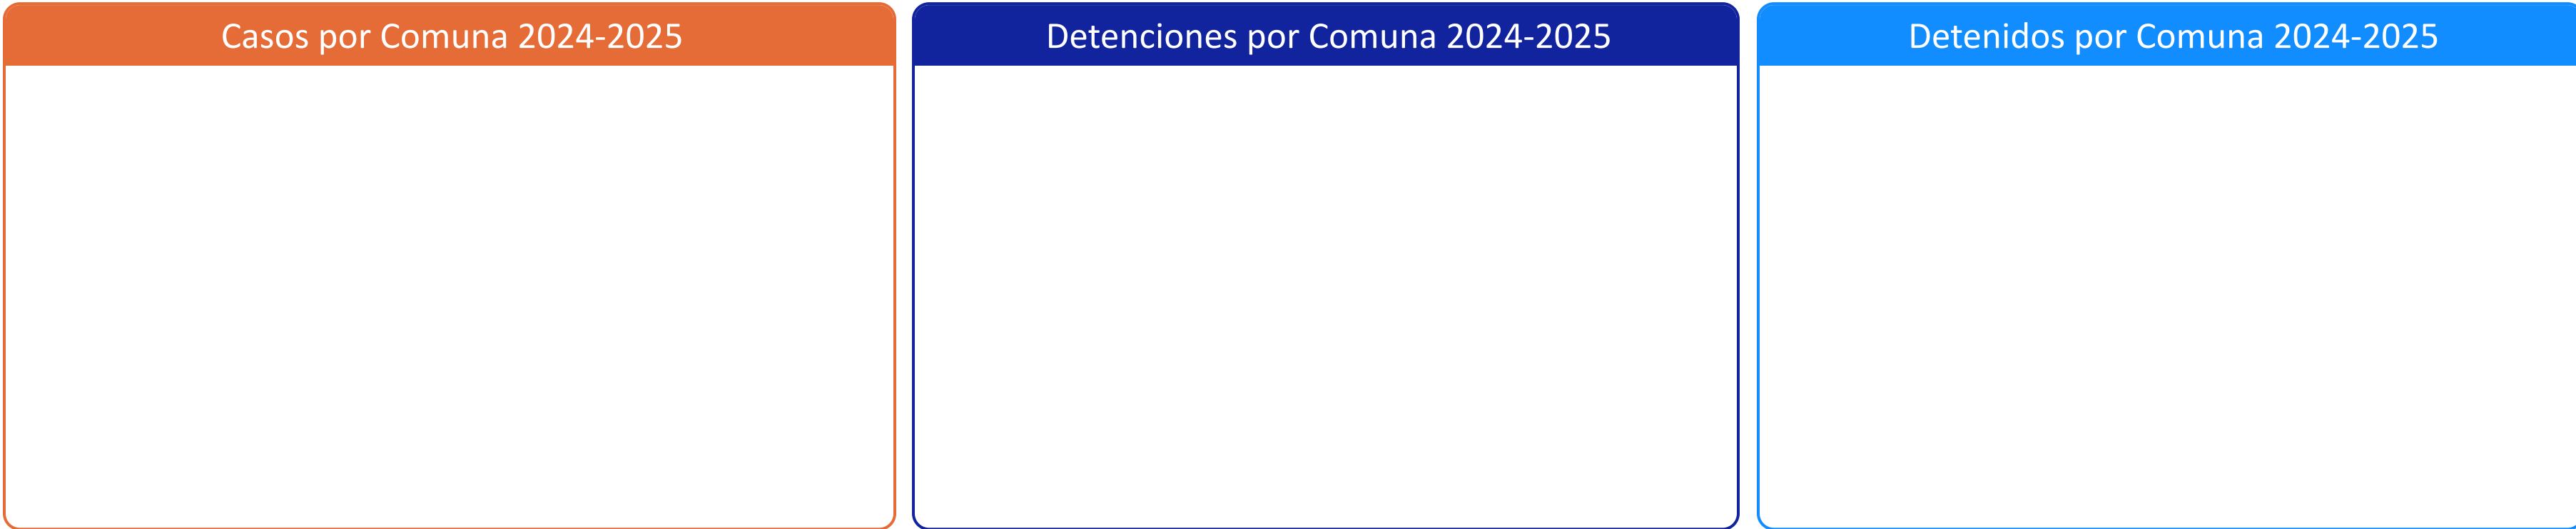 Casos por Comuna 2024-2025
Detenciones por Comuna 2024-2025
Detenidos por Comuna 2024-2025